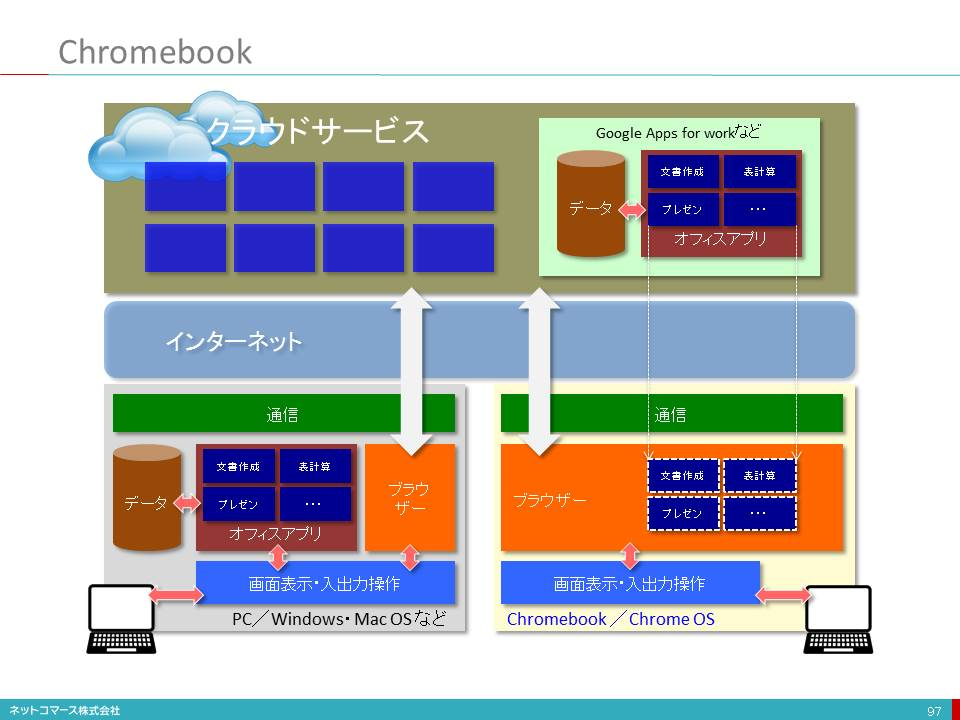 Chromebook
クラウドサービス
Google Apps for workなど
データ
文書作成
表計算
プレゼン
・・・
オフィスアプリ
インターネット
通信
データ
文書作成
表計算
プレゼン
・・・
オフィスアプリ
ブラウ
ザー
画面表示・入出力操作
PC／Windows・Mac OSなど
通信
ブラウザー
文書作成
表計算
プレゼン
・・・
画面表示・入出力操作
Chromebook／Chrome OS
ネットコマース株式会社
97